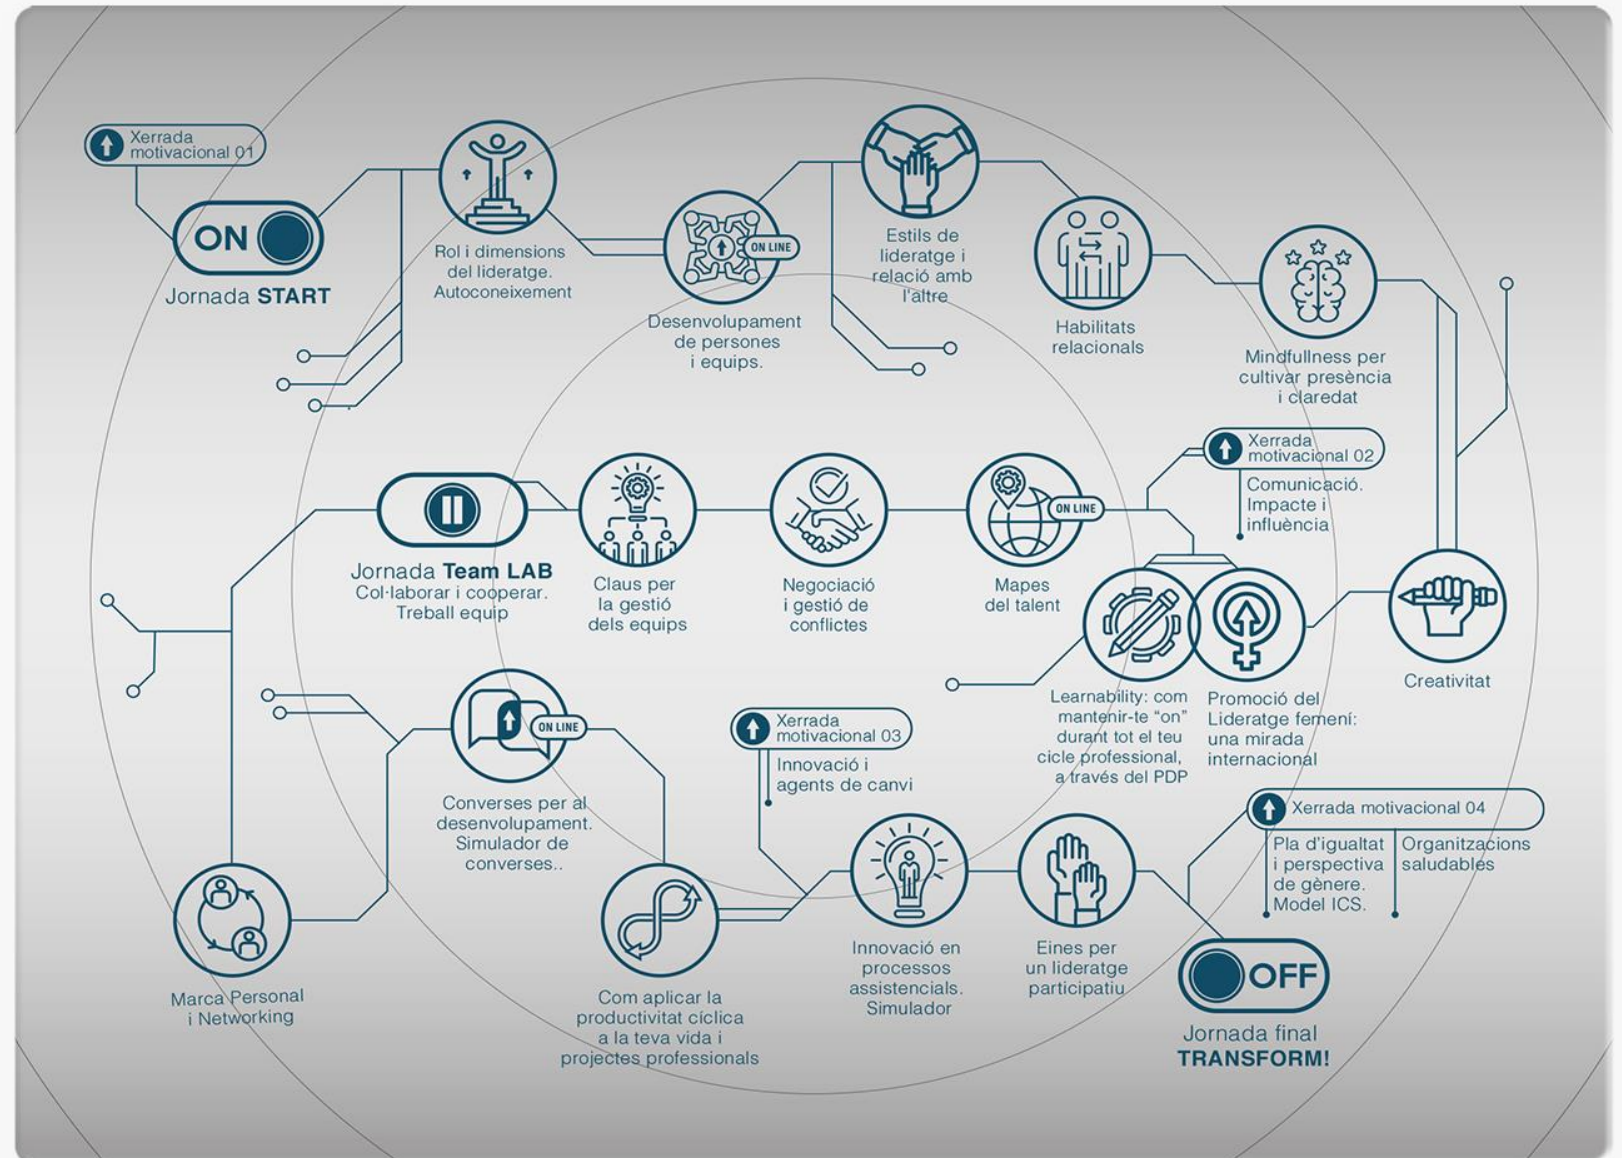 Xerrada
motivacional 01
ON
Jornada START
Rol i dimensions
del lideratge.
Autoconeixement
ON LINE
Desenvolupament
de persones
i equips.
Estils de
lideratge i
relació amb
l'altre
Habilitats
relacionals
Mindfullness per
cultivar presència
i claredat
Xerrada
motivacional 02
Comunicació.
Impacte i
influència
Creativitat
Promoció del
Lideratge femení:
una mirada
internacional
Learnability: com
mantenir-te “on”
durant tot el teu
cicle professional,
a través del PDP
ON LINE
Mapes
del talent
Negociació
i gestió de
conflictes
Claus per
la gestió
dels equips
Jornada Team LAB
Col·laborar i cooperar.
Treball equip
Marca Personal
i Networking
ON LINE
Converses per al
desenvolupament.
Simulador de
converses..
Com aplicar la
productivitat cíclica
a la teva vida i
projectes professionals
Xerrada
motivacional 03
Innovació i
agents de canvi
Innovació en
processos
assistencials.
Simulador
Eines per
un lideratge
participatiu
Xerrada motivacional 04
Pla d'igualtat
i perspectiva
de gènere.
Model ICS.
Organitzacions
saludables
OFF
Jornada final
TRANSFORM!